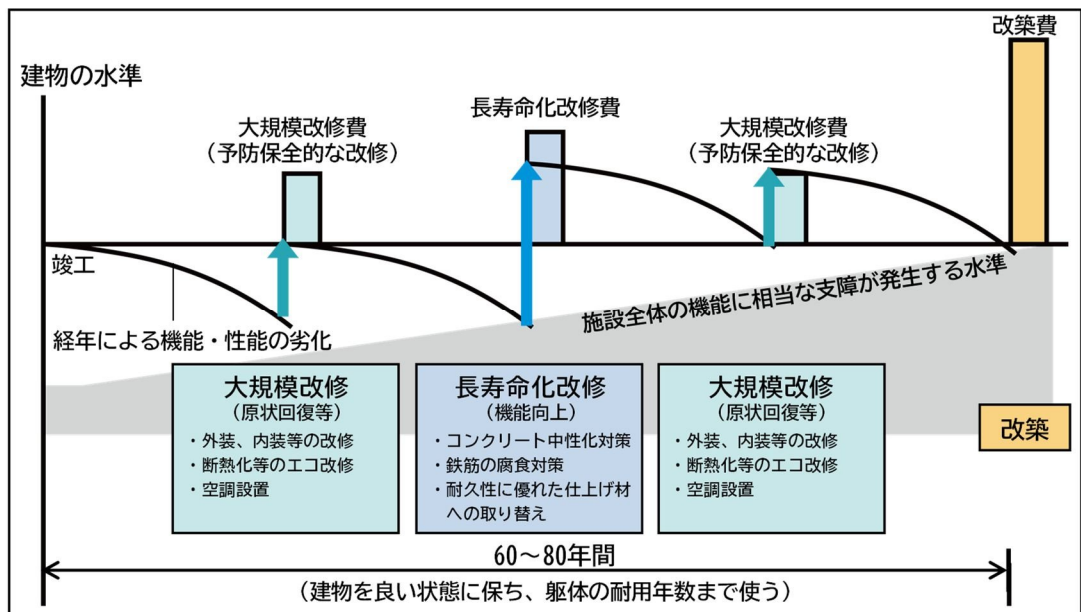 改築費
建物の水準
長寿命化改修費
大規模改修費
（予防保全的な改修）
大規模改修費
（予防保全的な改修）
竣工
経年による機能・性能の劣化
施設全体の機能に相当な支障が発生する水準
大規模改修
（原状回復等）
・外装、内装等の改修
・断熱化等のエコ改修
・空調設置
長寿命化改修
（機能向上）
・コンクリート中性化対策
・鉄筋の腐食対策
・耐久性に優れた仕上げ材
への取り替え
大規模改修
（原状回復等）
・外装、内装等の改修
・断熱化等のエコ改修
・空調設置
改築
60～80年間
（建物を良い状態に保ち、躯体の耐用年数まで使う）